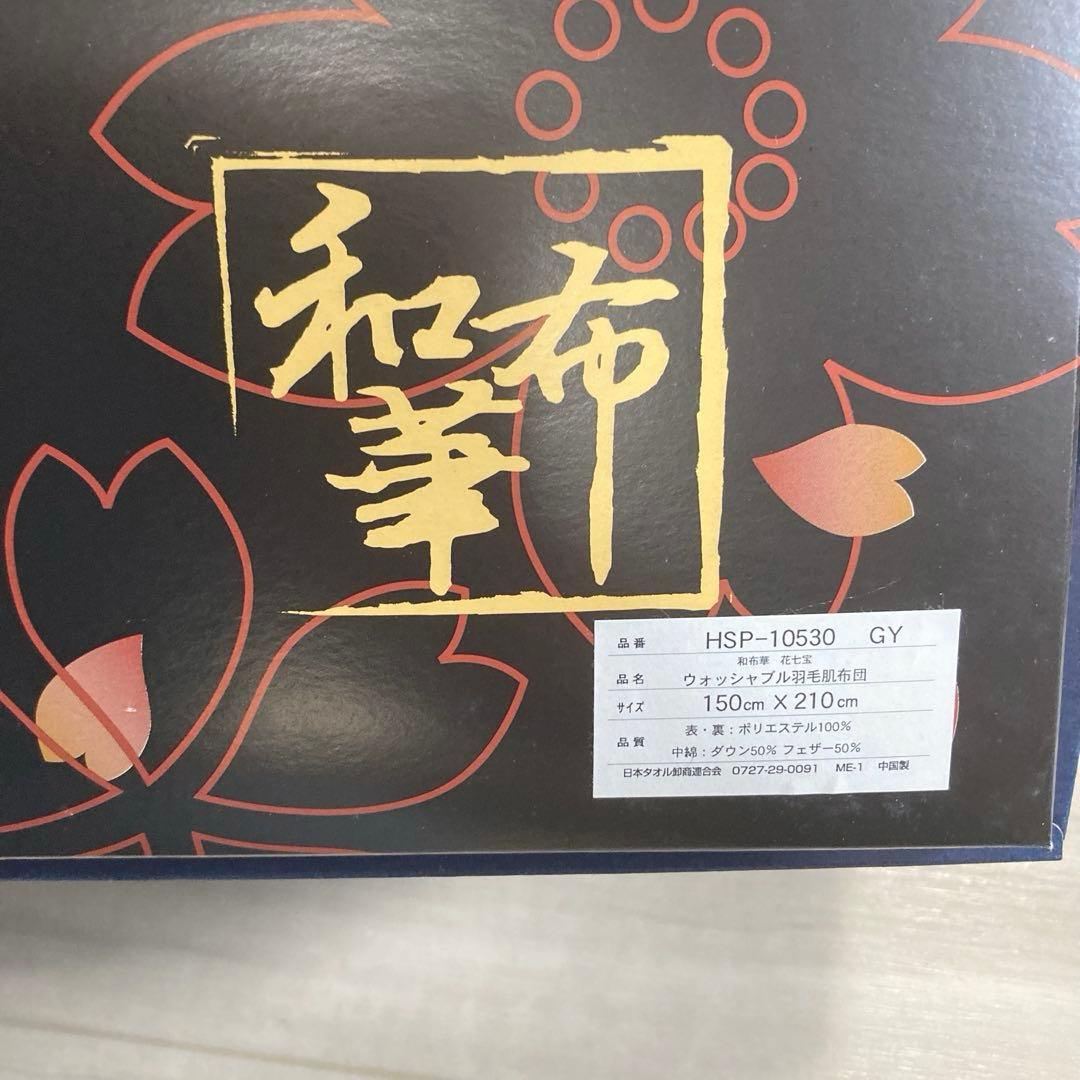 和布華
品番 HSP-10530 GY
和布華 花七宝
品名 ウォッシャブル羽毛肌布団
サイズ 150cm X 210cm
表・裏：ポリエステル100%
品質
中綿：ダウン50% フェザー50%
日本タオル卸商連合会 0727-29-0091 ME-1 中国製